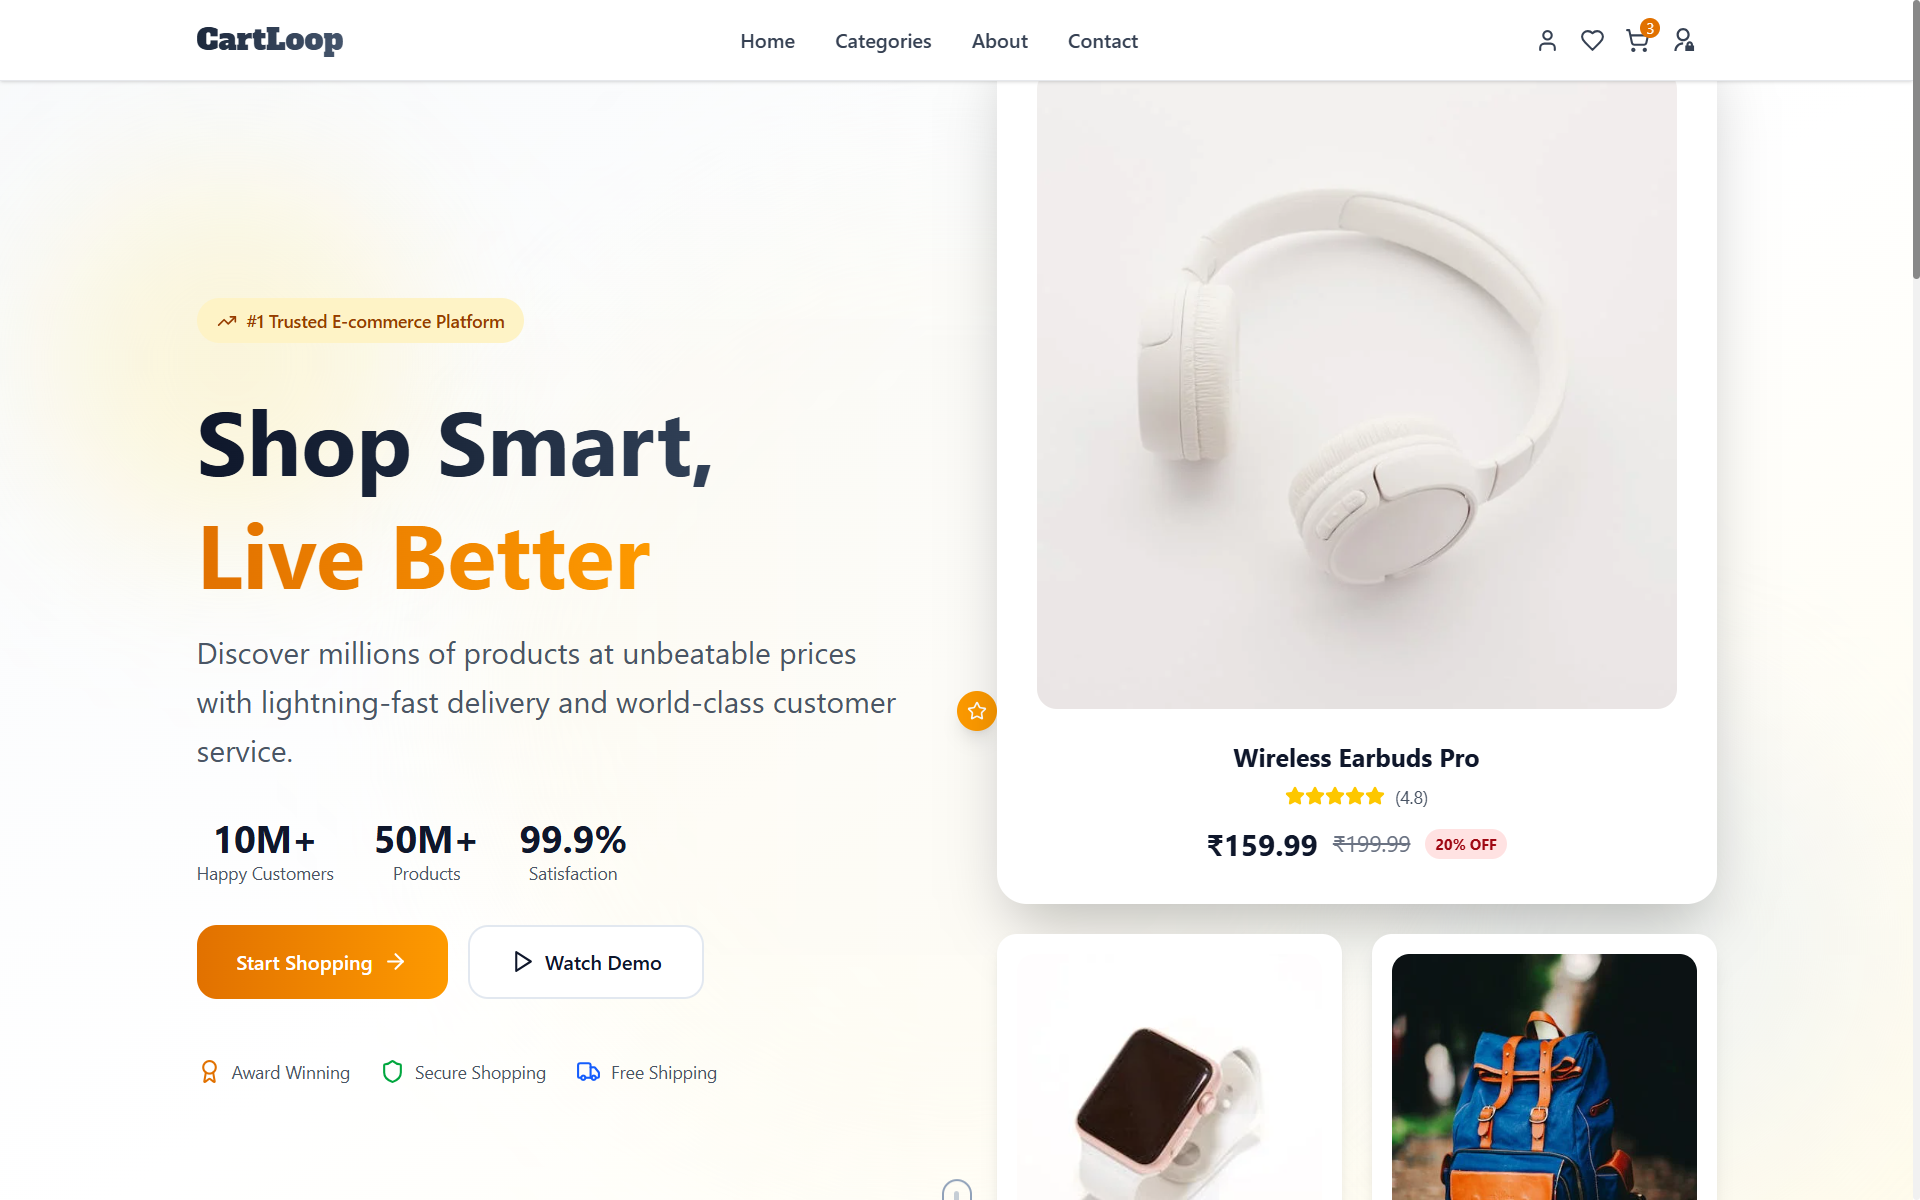 CartLoop
Home
Categories
About
Contact
3
#1 Trusted E-commerce Platform
Shop Smart,
Live Better
Discover millions of products at unbeatable prices
with lightning-fast delivery and world-class customer
service.
10M+
Happy Customers
50M+
Products
99.9%
Satisfaction
Start Shopping
Watch Demo
Award Winning
Secure Shopping
Free Shipping
Wireless Earbuds Pro
(4.8)
₹159.99 ₹199.99 20% OFF